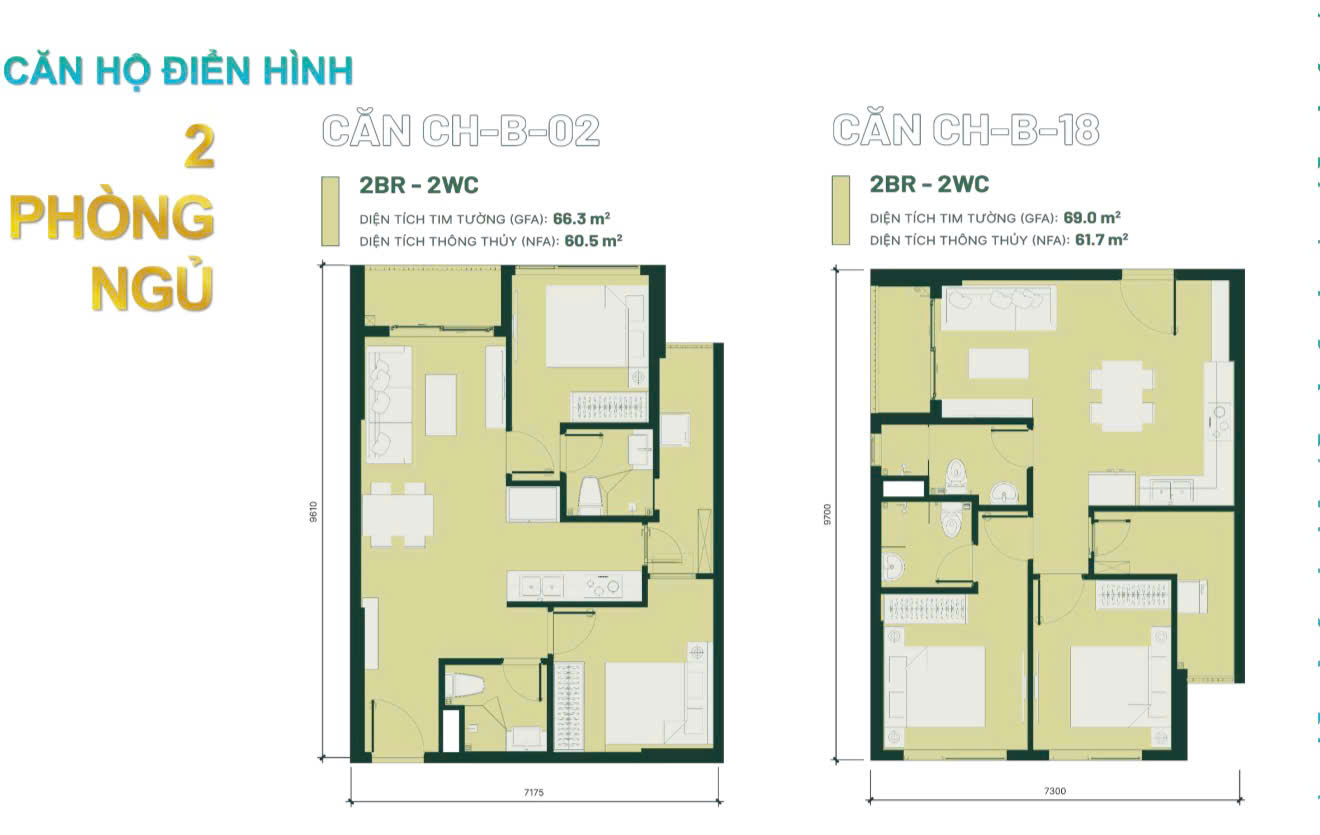 CĂN HỘ ĐIỂN HÌNH
2
PHÒNG
NGỦ
CĂN CH-B-02
2BR - 2WC
DIỆN TÍCH TIM TƯỜNG (GFA): 66.3 m²
DIỆN TÍCH THÔNG THỦY (NFA): 60.5 m²
9610
7175
CĂN CH-B-18
2BR - 2WC
DIỆN TÍCH TIM TƯỜNG (GFA): 69.0 m²
DIỆN TÍCH THÔNG THỦY (NFA): 61.7 m²
9700
7300